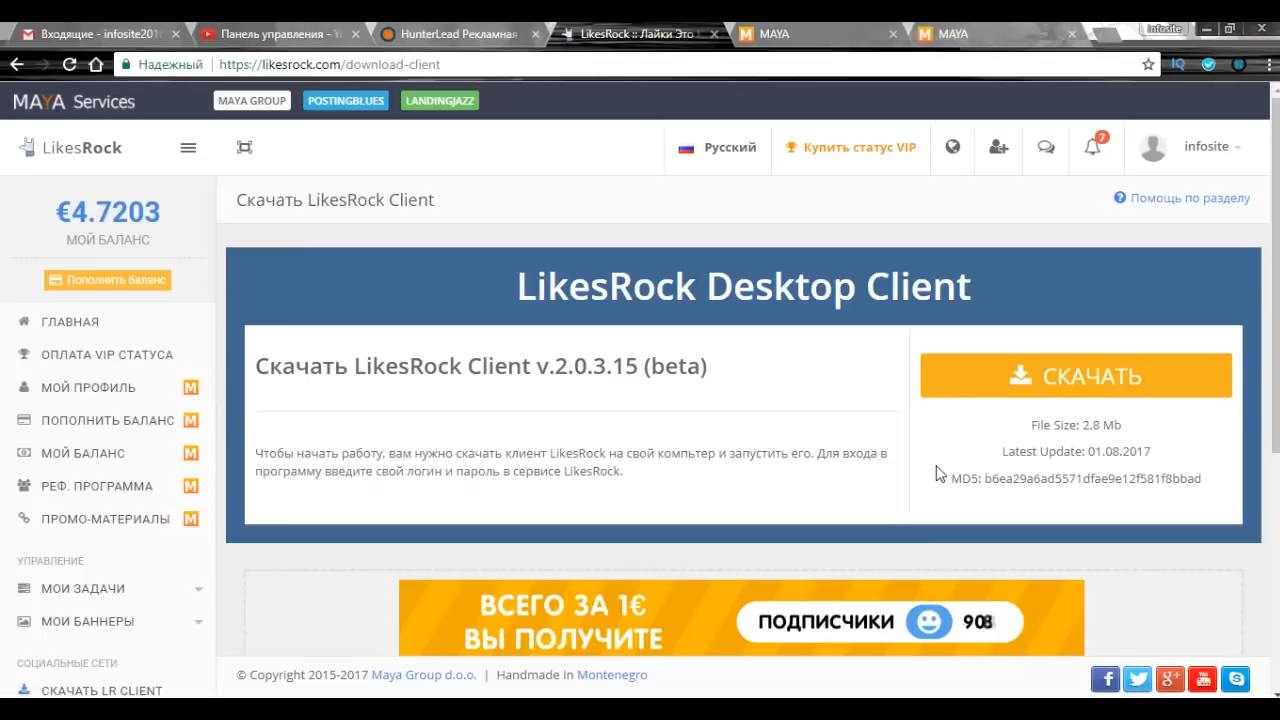 Входящие - infosite201
Панель управления - Yo
HunterLead Рекламная
LikesRock :: Лайки Это
MAYA
MAYA
Infosite
Надежный
https://likesrock.com/download-client
IQ
MAYA Services
MAYA GROUP
POSTINGBLUES
LANDINGJAZZ
LikesRock
Русский
Купить статус VIP
7
infosite
€4.7203
МОЙ БАЛАНС
Пополнить баланс
Скачать LikesRock Client
Помощь по разделу
ГЛАВНАЯ
ОПЛАТА VIP СТАТУСА
МОЙ ПРОФИЛЬ M
ПОПОЛНИТЬ БАЛАНС M
МОЙ БАЛАНС M
РЕФ. ПРОГРАММА M
ПРОМО-МАТЕРИАЛЫ M
УПРАВЛЕНИЕ
МОИ ЗАДАЧИ
МОИ БАННЕРЫ
СОЦИАЛЬНЫЕ СЕТИ
СКАЧАТЬ LR CLIENT
LikesRock Desktop Client
Скачать LikesRock Client v.2.0.3.15 (beta)
Чтобы начать работу, вам нужно скачать клиент LikesRock на свой компьтер и запустить его. Для входа в
программу введите свой логин и пароль в сервисе LikesRock.
СКАЧАТЬ
File Size: 2.8 Mb
Latest Update: 01.08.2017
MD5: b6ea29a6ad5571dfae9e12f581f8bbad
ВСЕГО ЗА 1€
ВЫ ПОЛУЧИТЕ
ПОДПИСЧИКИ
© Copyright 2015-2017 Maya Group d.o.o. | Handmade In Montenegro